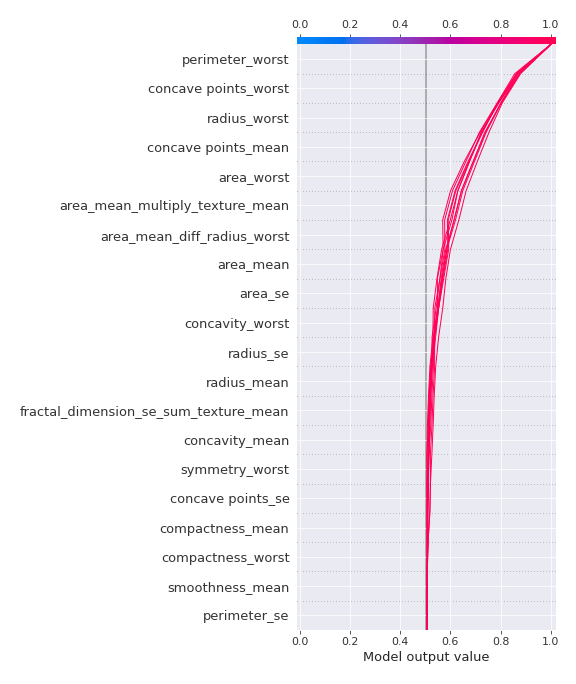 0.0 0.2 0.4 0.6 0.8 1.0
perimeter_worst
concave points_worst
radius_worst
concave points_mean
area_worst
area_mean_multiply_texture_mean
area_mean_diff_radius_worst
area_mean
area_se
concavity_worst
radius_se
radius_mean
fractal_dimension_se_sum_texture_mean
concavity_mean
symmetry_worst
concave points_se
compactness_mean
compactness_worst
smoothness_mean
perimeter_se
0.0 0.2 0.4 0.6 0.8 1.0
Model output value